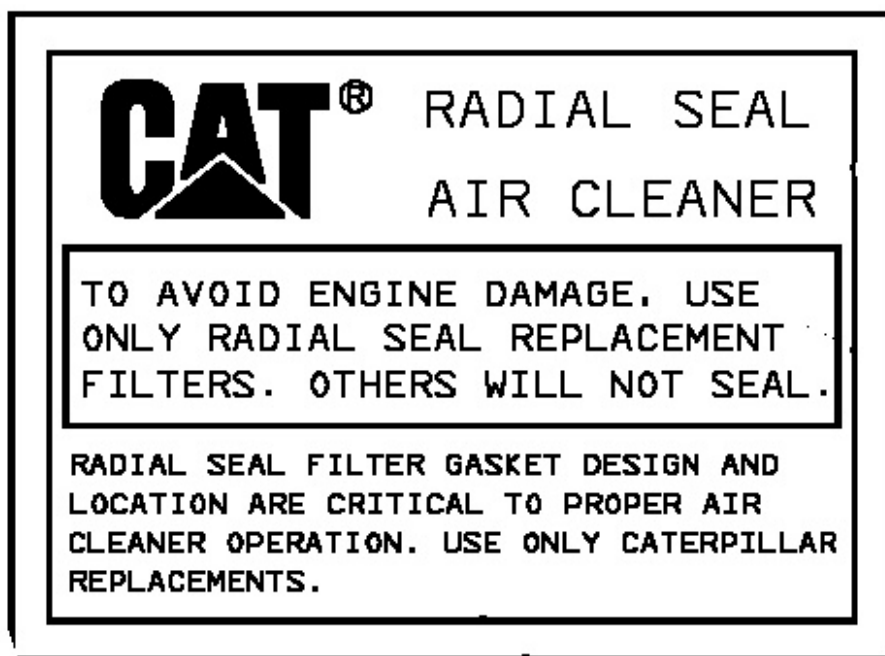 CAT® RADIAL SEAL
AIR CLEANER
TO AVOID ENGINE DAMAGE. USE
ONLY RADIAL SEAL REPLACEMENT
FILTERS. OTHERS WILL NOT SEAL.
RADIAL SEAL FILTER GASKET DESIGN AND
LOCATION ARE CRITICAL TO PROPER AIR
CLEANER OPERATION. USE ONLY CATERPILLAR
REPLACEMENTS.